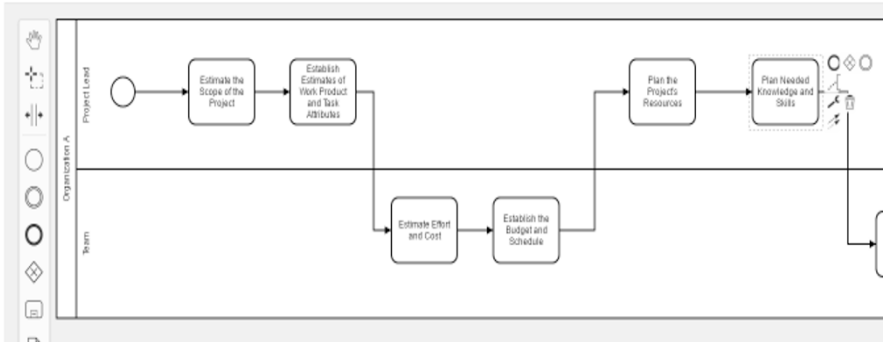 Organization A
Project Lead
Estimate the
Scope of the
Project
Establish
Estimates of
Work Product
and Task
Attributes
Plan the
Project's
Resources
Plan Needed
Knowledge and
Skills
Team
Estimate Effort
and Cost
Establish the
Budget and
Schedule